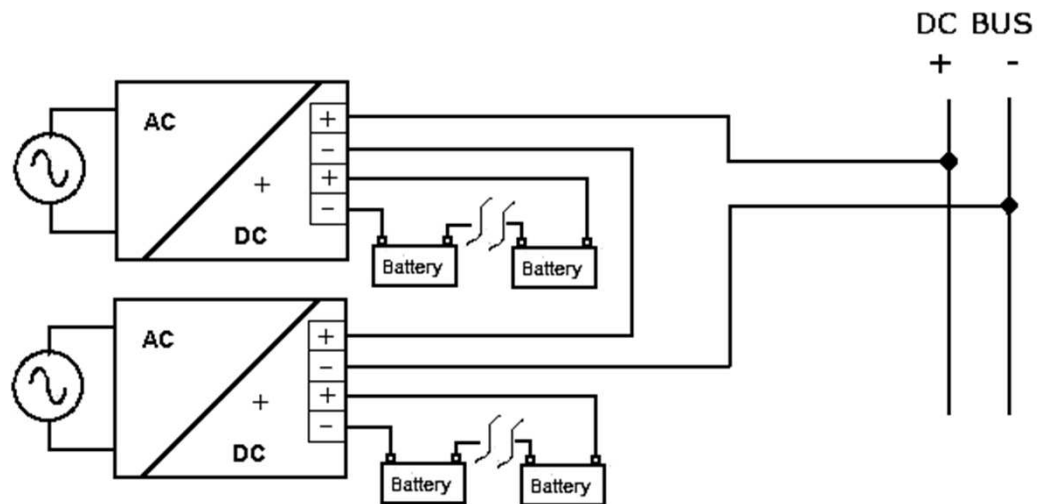 DC BUS
+ -
AC
+
-
+
-
+
DC
Battery
Battery
AC
+
-
+
-
+
DC
Battery
Battery